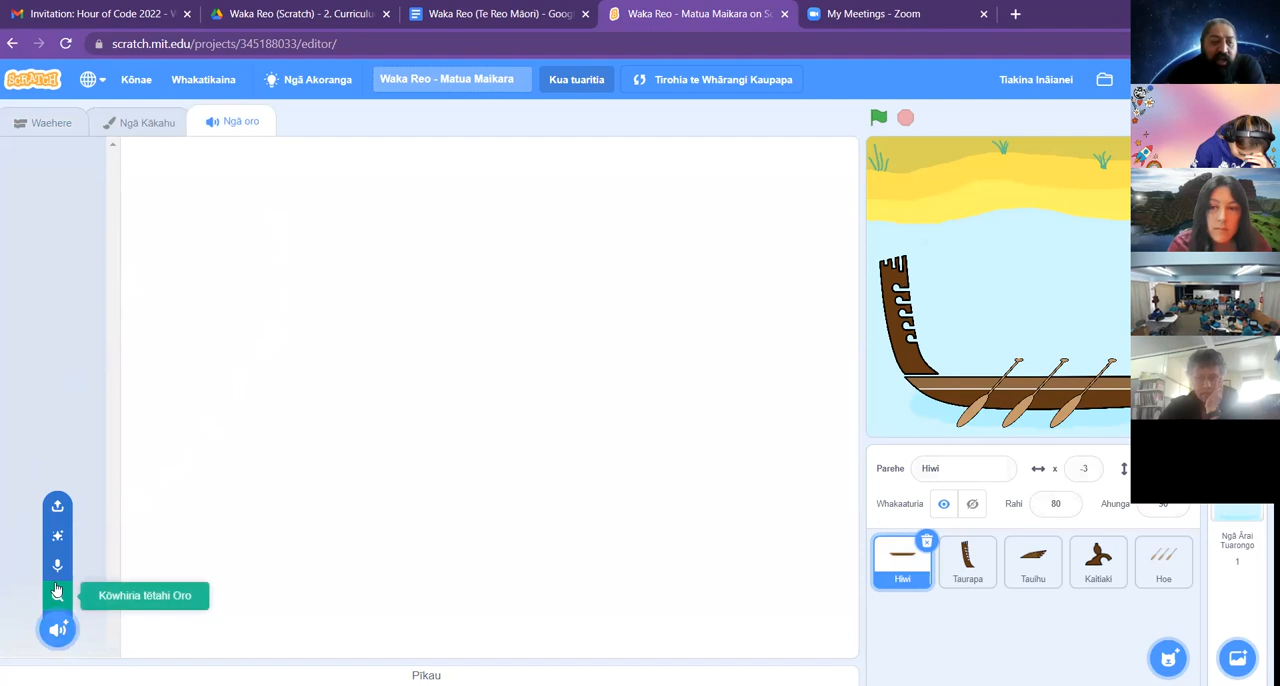 Invitation: Hour of Code 2022 - W
Waka Reo (Scratch) - 2. Curriculu
Waka Reo (Te Reo Māori) - Goog
Waka Reo - Matua Maikara on Sc
My Meetings - Zoom
scratch.mit.edu/projects/345188033/editor/
SCRATCH
Kōnae
Whakatikaina
Ngā Akoranga
Waka Reo - Matua Maikara
Kua tuaritia
Tirohia te Whārangi Kaupapa
Tiakina Ināianei
Waehere
Ngā Kākahu
Ngā oro
Kōwhiria tētahi Oro
Pīkau
Parehe
Hiwi
x
-3
Whakaaturia
Rahi
80
Ahunga
Hiwi
Taurapa
Tauihu
Kaitiaki
Hoe
Ngā Ārai
Tuarongo
1